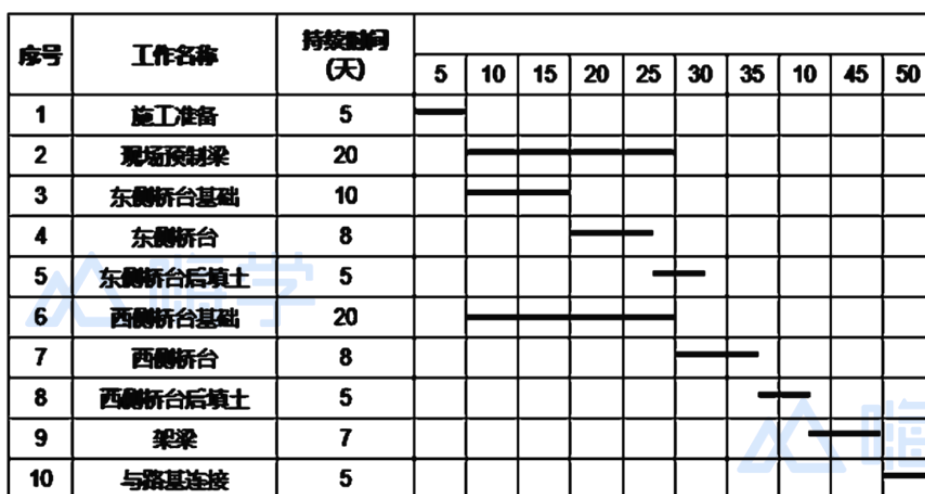 序号 工作名称 持续时间(天) 5 10 15 20 25 30 35 10 45 50
1 施工准备 5
2 现场预制梁 20
3 东侧桥台基础 10
4 东侧桥台 8
5 东侧桥台后填土 5
6 西侧桥台基础 20
7 西侧桥台 8
8 西侧桥台后填土 5
9 架梁 7
10 与路基连接 5
嗨学
嗨